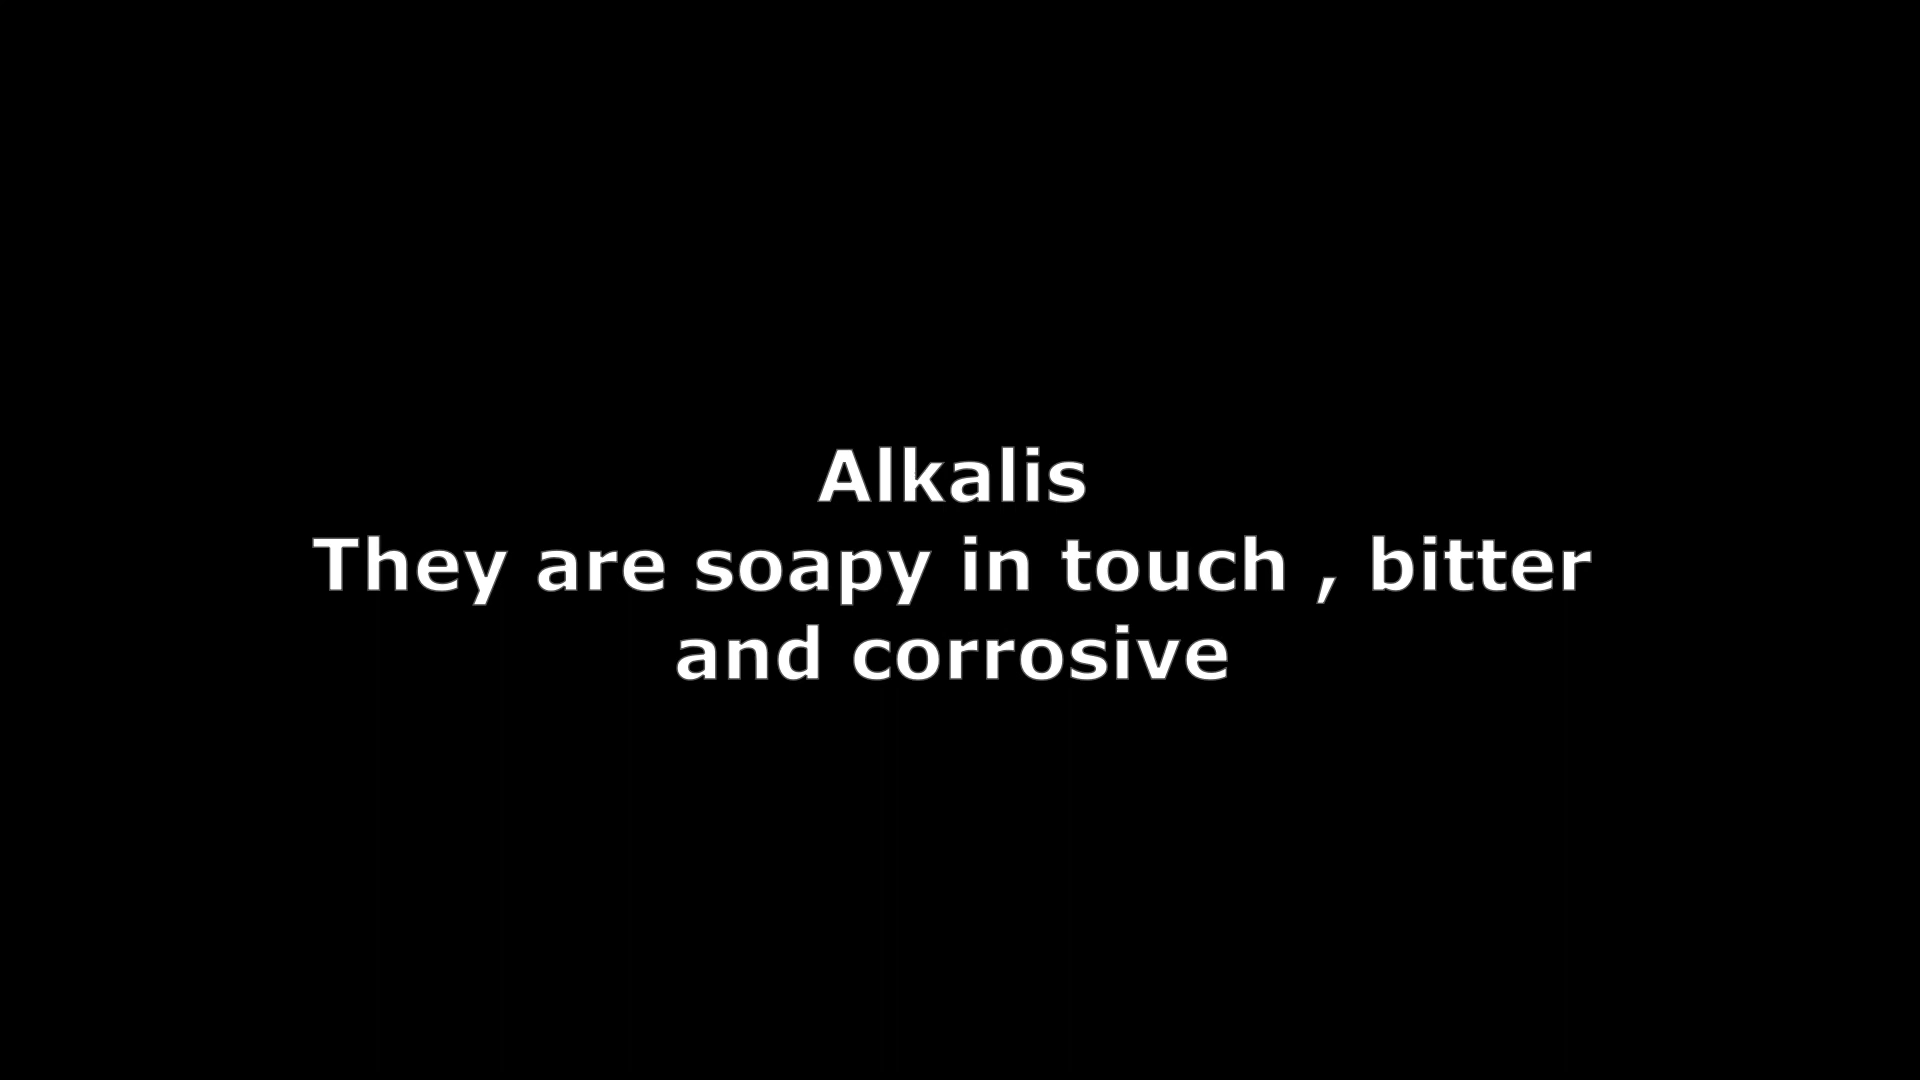 Alkalis
They are soapy in touch , bitter
and corrosive